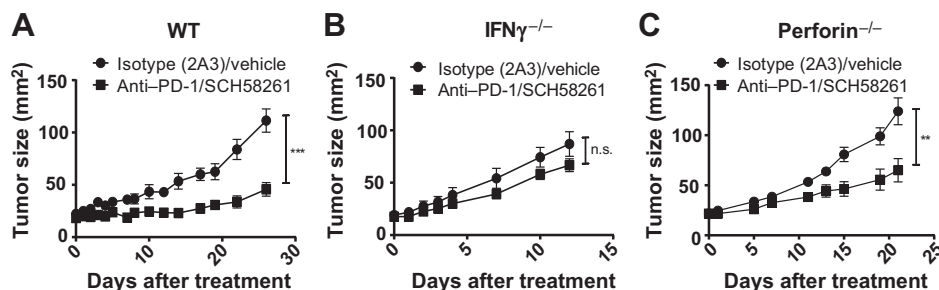 A
WT
Isotype (2A3)/vehicle
Anti–PD-1/SCH58261
Tumor size (mm²)
150
100
50
0
0
10
20
30
***
Days after treatment
B
IFNγ−/−
Isotype (2A3)/vehicle
Anti–PD-1/SCH58261
Tumor size (mm²)
150
100
50
0
0
5
10
15
n.s.
Days after treatment
C
Perforin−/−
Isotype (2A3)/vehicle
Anti–PD-1/SCH58261
Tumor size (mm²)
150
100
50
0
0
5
10
15
20
25
**
Days after treatment